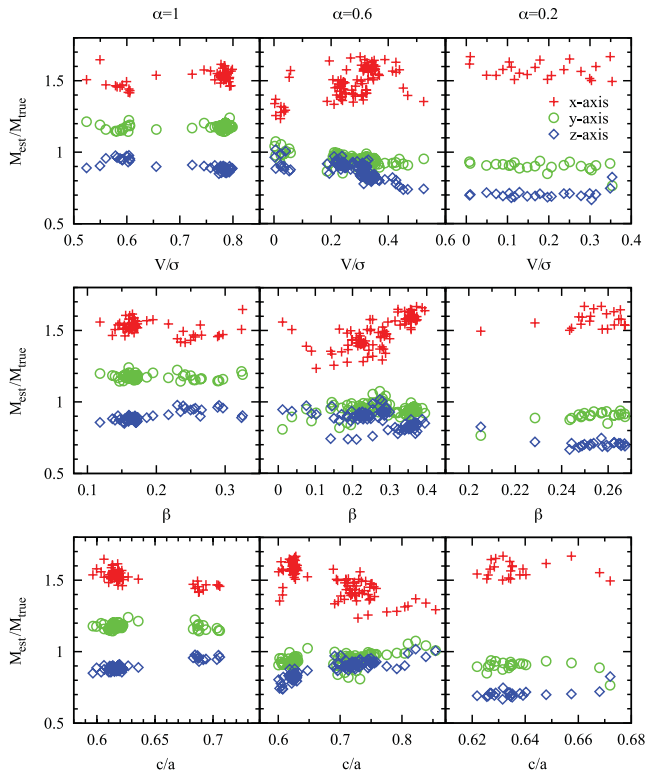 α=1 α=0.6 α=0.2
M_est/M_true
1.5
1
0.5
x-axis
y-axis
z-axis
0.5 0.6 0.7 0.8 0 0.2 0.4 0.6 0 0.1 0.2 0.3 0.4
V/σ V/σ V/σ
M_est/M_true
1.5
1
0.5
0.1 0.2 0.3 0 0.1 0.2 0.3 0.4 0.2 0.22 0.24 0.26
β β β
M_est/M_true
1.5
1
0.5
0.6 0.65 0.7 0.6 0.7 0.8 0.62 0.64 0.66 0.68
c/a c/a c/a